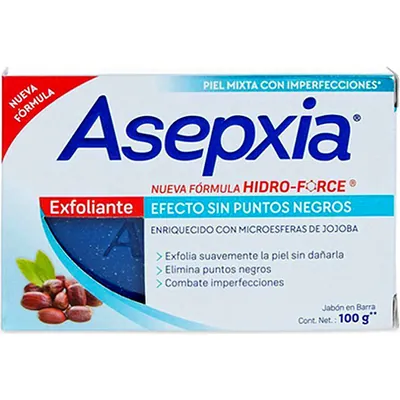 PIEL MIXTA CON IMPERFECCIONES*
NUEVA
FÓRMULA
Asepxia®
NUEVA FÓRMULA HIDRO-FORCE®
Exfoliante
EFECTO SIN PUNTOS NEGROS
ENRIQUECIDO CON MICROESFERAS DE JOJOBA
> Exfolia suavemente la piel sin dañarla
> Elimina puntos negros
> Combate imperfecciones
Jabón en Barra
Cont. Net.: 100 g**